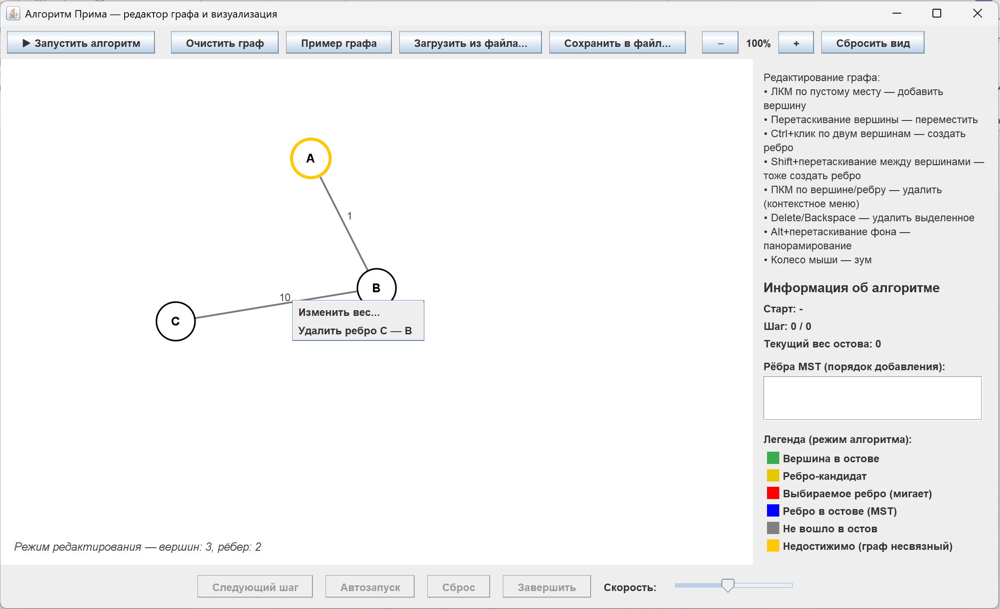 Алгоритм Прима — редактор графа и визуализация
▶ Запустить алгоритм
Очистить граф
Пример графа
Загрузить из файла...
Сохранить в файл...
–
100%
+
Сбросить вид
A
1
B
10
C
Изменить вес...
Удалить ребро C — B
Режим редактирования — вершин: 3, рёбер: 2
Редактирование графа:
• ЛКМ по пустому месту — добавить
вершину
• Перетаскивание вершины — переместить
• Ctrl+клик по двум вершинам — создать
ребро
• Shift+перетаскивание между вершинами —
тоже создать ребро
• ПКМ по вершине/ребру — удалить
(контекстное меню)
• Delete/Backspace — удалить выделенное
• Alt+перетаскивание фона —
панорамирование
• Колесо мыши — зум
Информация об алгоритме
Старт: -
Шаг: 0 / 0
Текущий вес остова: 0
Рёбра MST (порядок добавления):
Легенда (режим алгоритма):
Вершина в остове
Ребро-кандидат
Выбираемое ребро (мигает)
Ребро в остове (MST)
Не вошло в остов
Недостижимо (граф несвязный)
Следующий шаг
Автозапуск
Сброс
Завершить
Скорость: